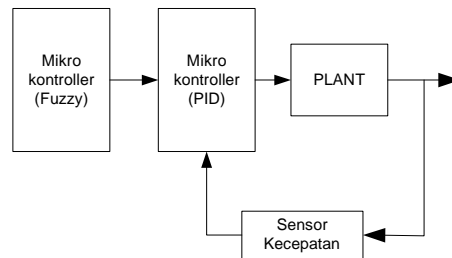 Mikro
kontroller
(Fuzzy)
Mikro
kontroller
(PID)
PLANT
Sensor
Kecepatan